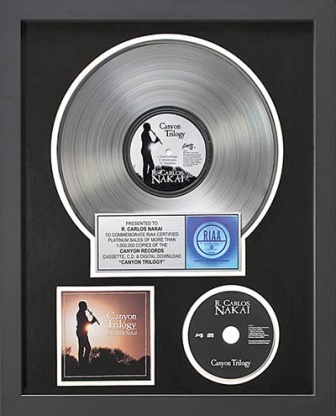 Canyon
Trilogy
R. CARLOS
NAKAI
PRESENTED TO
R. CARLOS NAKAI
TO COMMEMORATE RIAA CERTIFIED
PLATINUM SALES OF MORE THAN
1,000,000 COPIES OF THE
CANYON RECORDS
CASSETTE, C.D. & DIGITAL DOWNLOAD
"CANYON TRILOGY"
RIAA
Canyon
Trilogy
R. CARLOS NAKAI
R. CARLOS
NAKAI
Canyon Trilogy